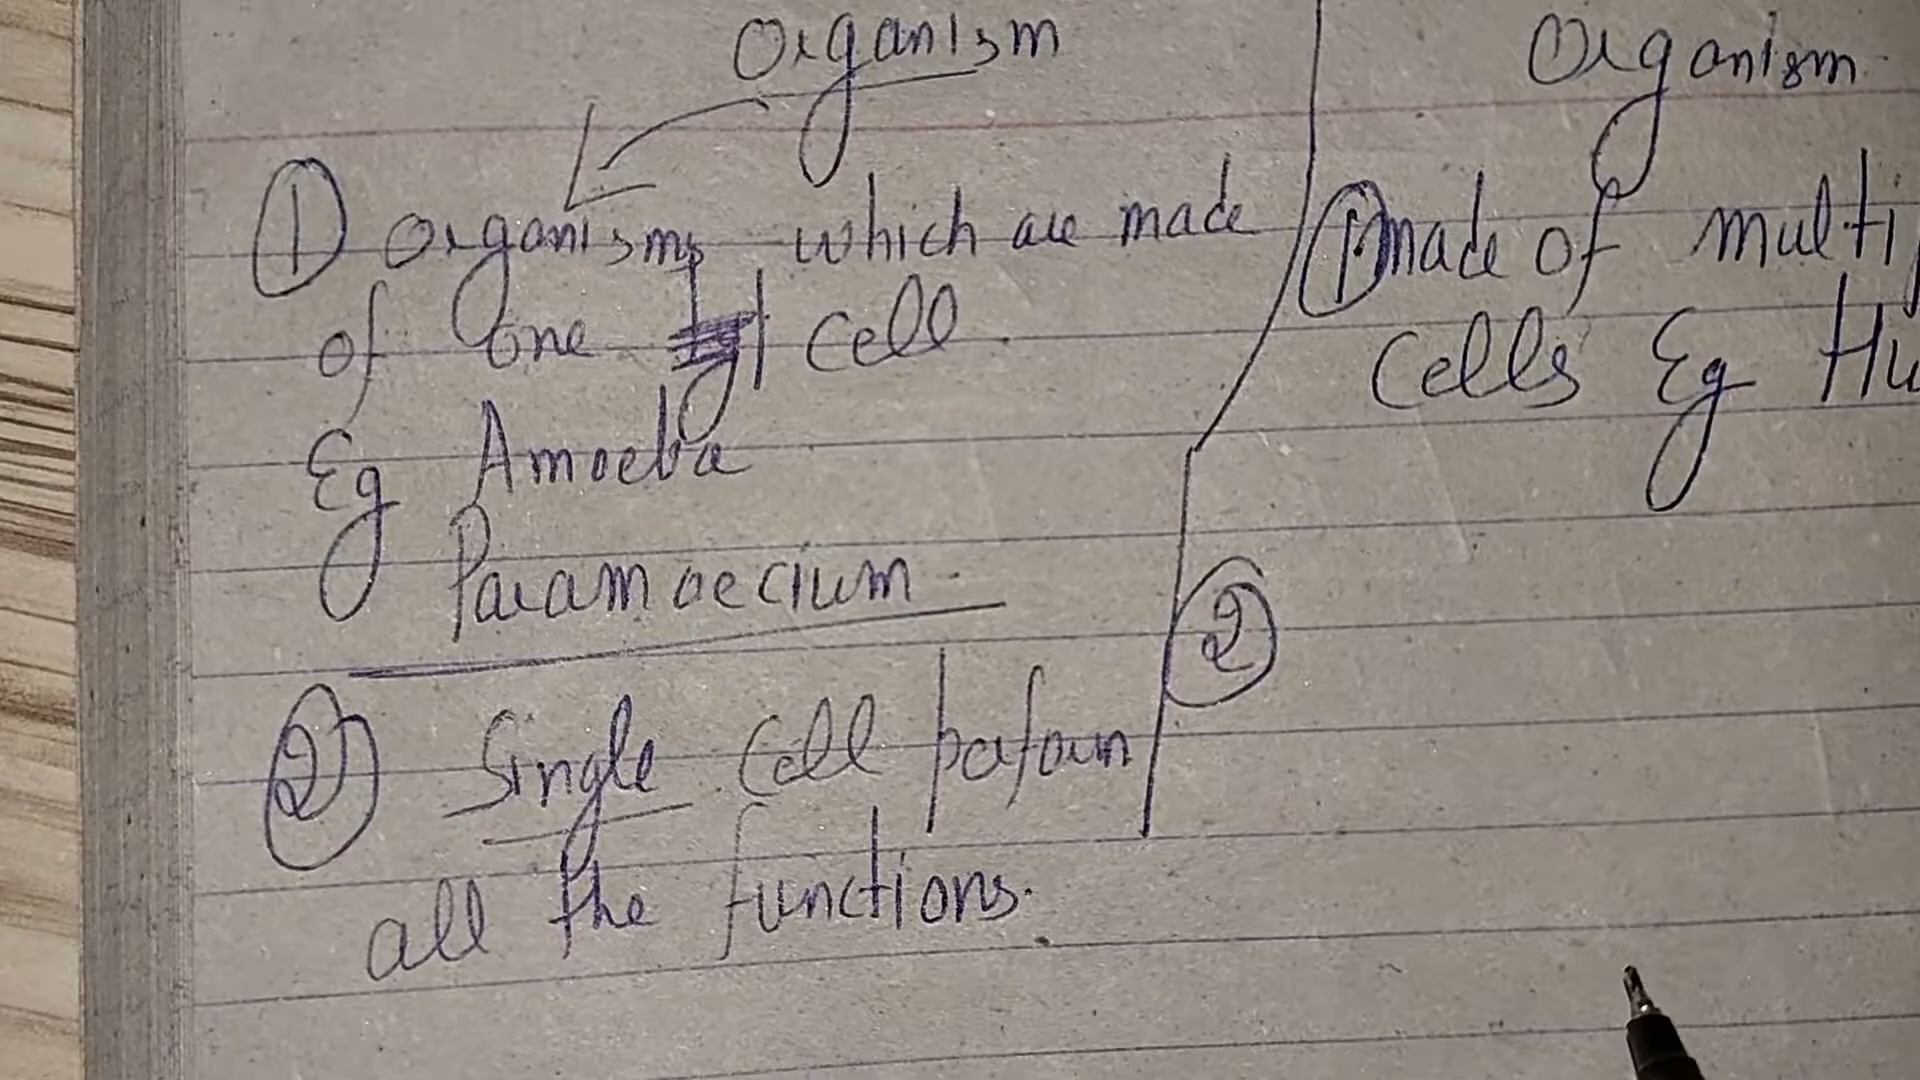 Organism
① Organisms which are made
of one cell.
Eg Amoeba
Paramoecium.
② Single Cell perform
all the functions.
Organism
① made of multi
Cells Eg Hu
②